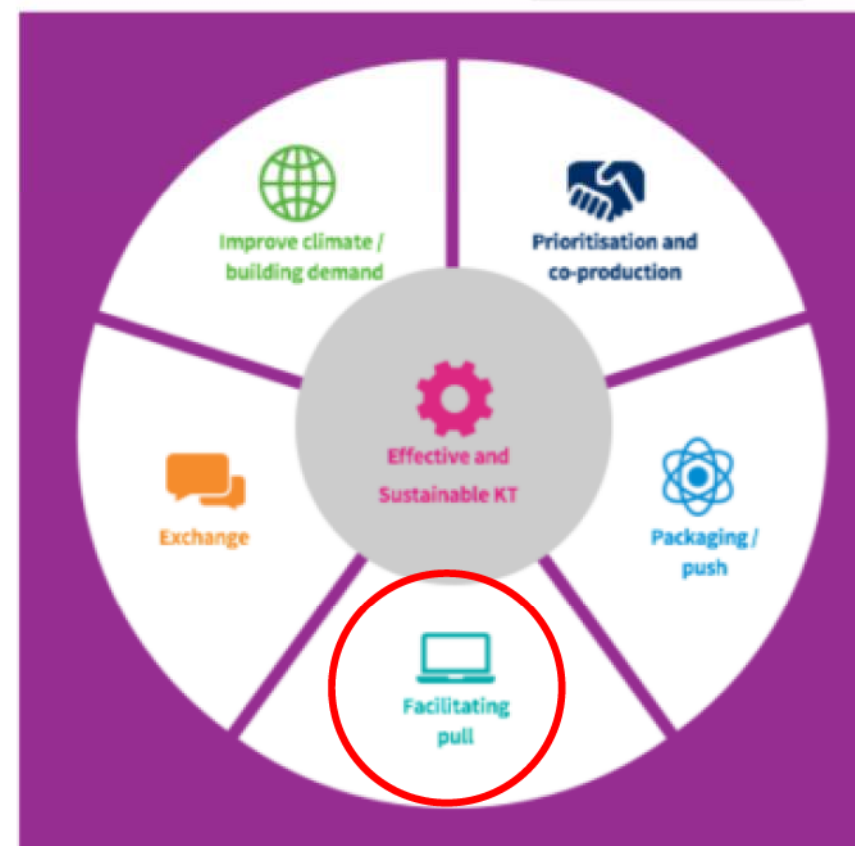 Improve climate /
building demand
Prioritisation and
co-production
Effective and
Sustainable KT
Exchange
Packaging /
push
Facilitating
pull